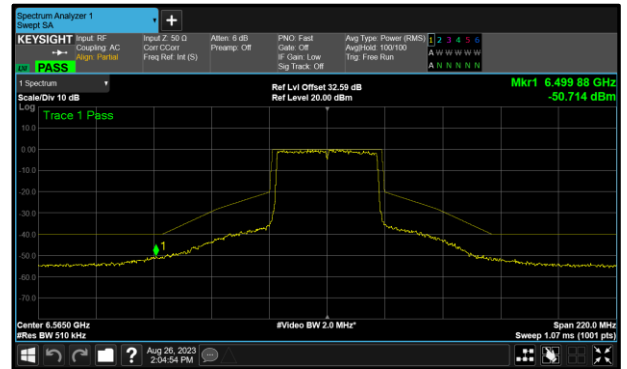 Spectrum Analyzer 1
Swept SA
+
KEYSIGHT Input: RF
Coupling: AC
Align: Partial
Input Z: 50 Ω
Corr CCorr
Freq Ref: Int (S)
Atten: 6 dB
Preamp: Off
PNO: Fast
Gate: Off
IF Gain: Low
Sig Track: Off
Avg Type: Power (RMS)
Avg|Hold: 100/100
Trig: Free Run
1 2 3 4 5 6
A W W W W W
A N N N N N
PASS
1 Spectrum
Scale/Div 10 dB
Ref Lvl Offset 32.59 dB
Ref Level 20.00 dBm
Mkr1 6.499 88 GHz
-50.714 dBm
Log
Trace 1 Pass
10.0
0.00
-10.0
-20.0
-30.0
-40.0
-50.0
-60.0
-70.0
1
Center 6.5650 GHz
#Res BW 510 kHz
#Video BW 2.0 MHz*
Span 220.0 MHz
Sweep 1.07 ms (1001 pts)
?
Aug 26, 2023
2:04:54 PM